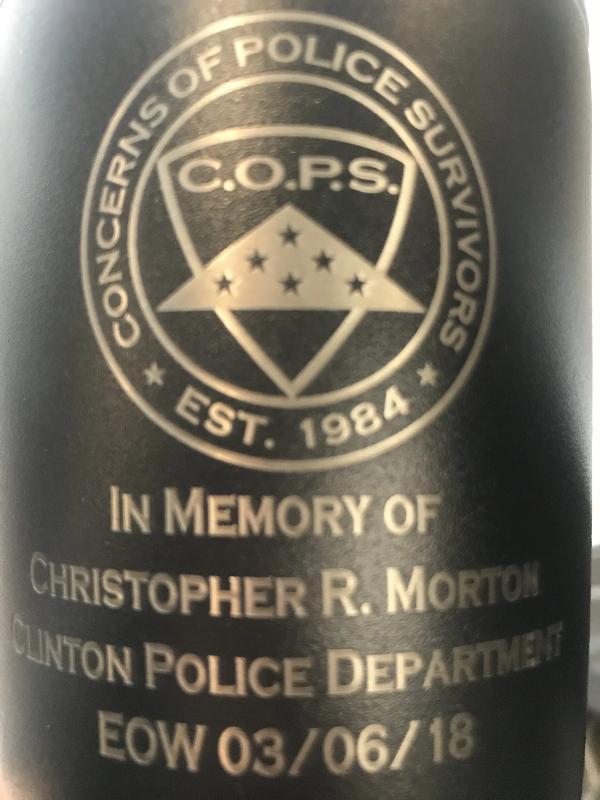 CONCERNS OF POLICE SURVIVORS
C.O.P.S.
EST. 1984
IN MEMORY OF
CHRISTOPHER R. MORTON
CLINTON POLICE DEPARTMENT
EOW 03/06/18